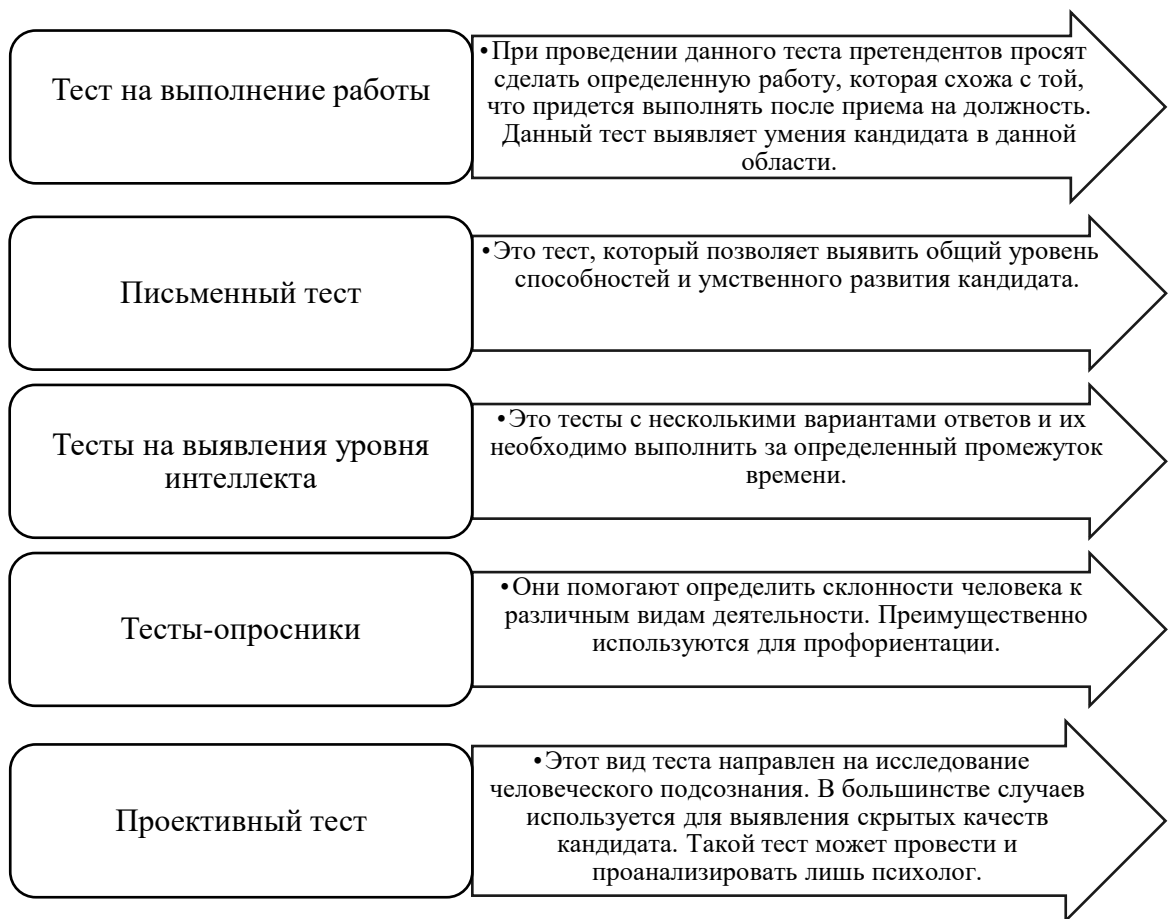 Тест на выполнение работы
•При проведении данного теста претендентов просят
сделать определенную работу, которая схожа с той,
что придется выполнять после приема на должность.
Данный тест выявляет умения кандидата в данной
области.
Письменный тест
•Это тест, который позволяет выявить общий уровень
способностей и умственного развития кандидата.
Тесты на выявления уровня
интеллекта
•Это тесты с несколькими вариантами ответов и их
необходимо выполнить за определенный промежуток
времени.
Тесты-опросники
•Они помогают определить склонности человека к
различным видам деятельности. Преимущественно
используются для профориентации.
Проективный тест
•Этот вид теста направлен на исследование
человеческого подсознания. В большинстве случаев
используется для выявления скрытых качеств
кандидата. Такой тест может провести и
проанализировать лишь психолог.